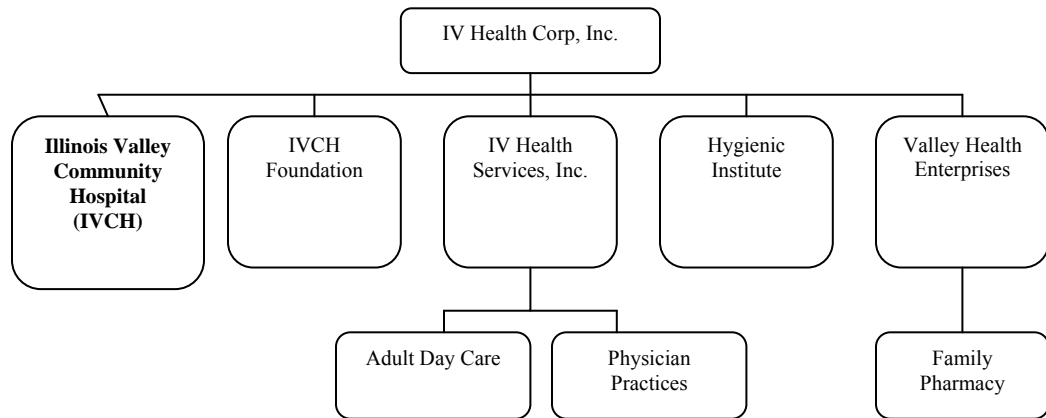 IV Health Corp, Inc.
Illinois Valley
Community
Hospital
(IVCH)
IVCH
Foundation
IV Health
Services, Inc.
Hygienic
Institute
Valley Health
Enterprises
Adult Day Care
Physician
Practices
Family
Pharmacy